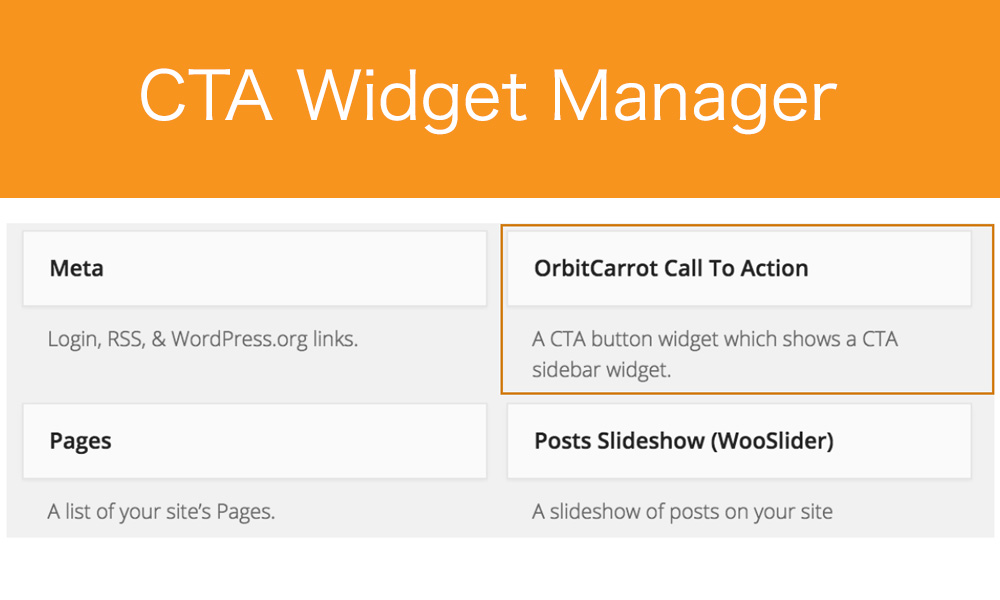 CTA Widget Manager
Meta
Login, RSS, & WordPress.org links.
OrbitCarrot Call To Action
A CTA button widget which shows a CTA
sidebar widget.
Pages
A list of your site’s Pages.
Posts Slideshow (WooSlider)
A slideshow of posts on your site